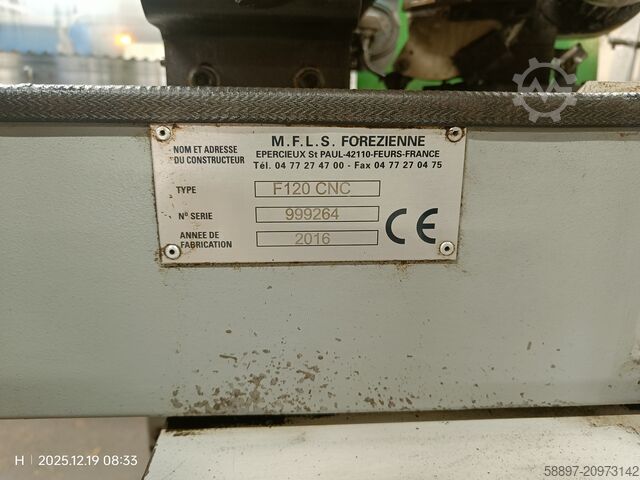 M.F.L.S. FOREZIENNE
NOM ET ADRESSE
DU CONSTRUCTEUR
EPERCIEUX St PAUL-42110-FEURS-FRANCE
Tél. 04 77 27 47 00 - Fax 04 77 27 04 75
TYPE F120 CNC
N° SERIE 999264
ANNEE DE
FABRICATION 2016
CE
H | 2025.12.19 08:33
58897-20973142